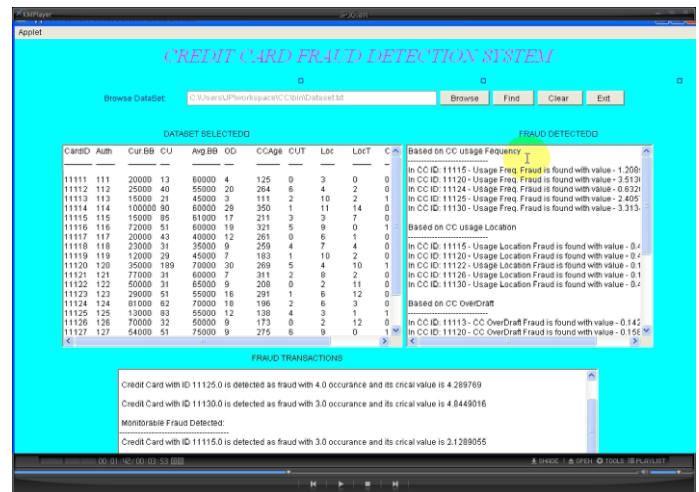 KMPlayer
Applet
CREDIT CARD FRAUD DETECTION SYSTEM
Browse DataSet: C:\Users\UP\workspace\CC\bin\Dataset.txt Browse Find Clear Exit
DATASET SELECTED
CardID Auth Cur.BB CU Avg.BB OD CCAge CUT Loc LocT C
11111 111 20000 13 60000 4 125 0 3 0 0
11112 112 25000 40 55000 20 264 6 4 2 0
11113 113 15000 21 45000 3 111 2 10 2 1
11114 114 100000 90 60000 29 350 1 11 14 0
11115 115 15000 85 61000 17 211 3 3 7 0
11116 116 72000 51 60000 19 321 5 9 0 1
11117 117 20000 43 40000 12 261 0 6 1 0
11118 118 23000 31 35000 9 259 4 7 4 0
11119 119 12000 29 45000 7 183 1 10 2 0
11120 120 35000 189 70000 30 269 5 4 10 1
11121 121 77000 31 60000 7 311 2 8 2 0
11122 122 50000 31 65000 9 208 0 2 11 0
11123 123 29000 51 55000 16 291 1 6 12 0
11124 124 81000 62 70000 18 196 2 6 3 0
11125 125 13000 83 55000 12 138 4 3 1 1
11126 126 70000 32 50000 9 173 0 2 12 0
11127 127 54000 51 75000 9 275 6 9 0 1
FRAUD DETECTED
Based on CC usage Fequency
In CC ID: 11115 - Usage Freq. Fraud is found with value - 1.208
In CC ID: 11120 - Usage Freq. Fraud is found with value - 3.513
In CC ID: 11124 - Usage Freq. Fraud is found with value - 0.632
In CC ID: 11125 - Usage Freq. Fraud is found with value - 2.405
In CC ID: 11130 - Usage Freq. Fraud is found with value - 3.313
Based on CC usage Location
In CC ID: 11115 - Usage Location Fraud is found with value - 0.4
In CC ID: 11120 - Usage Location Fraud is found with value - 0.4
In CC ID: 11122 - Usage Location Fraud is found with value - 0.1
In CC ID: 11126 - Usage Location Fraud is found with value - 0.1
In CC ID: 11130 - Usage Location Fraud is found with value - 0.4
Based on CC OverDraft
In CC ID: 11113 - CC OverDraft Fraud is found with value - 0.142
In CC ID: 11120 - CC OverDraft Fraud is found with value - 0.158
FRAUD TRANSACTIONS
Credit Card with ID 11125.0 is detected as fraud with 4.0 occurance and its crical value is 4.289769
Credit Card with ID 11130.0 is detected as fraud with 3.0 occurance and its crical value is 4.8449016
Monitorable Fraud Detected:
Credit Card with ID 11115.0 is detected as fraud with 3.0 occurance and its crical value is 2.1289055
00:01:42/00:03:53 SHADE OPEN TOOLS PLAYLIST